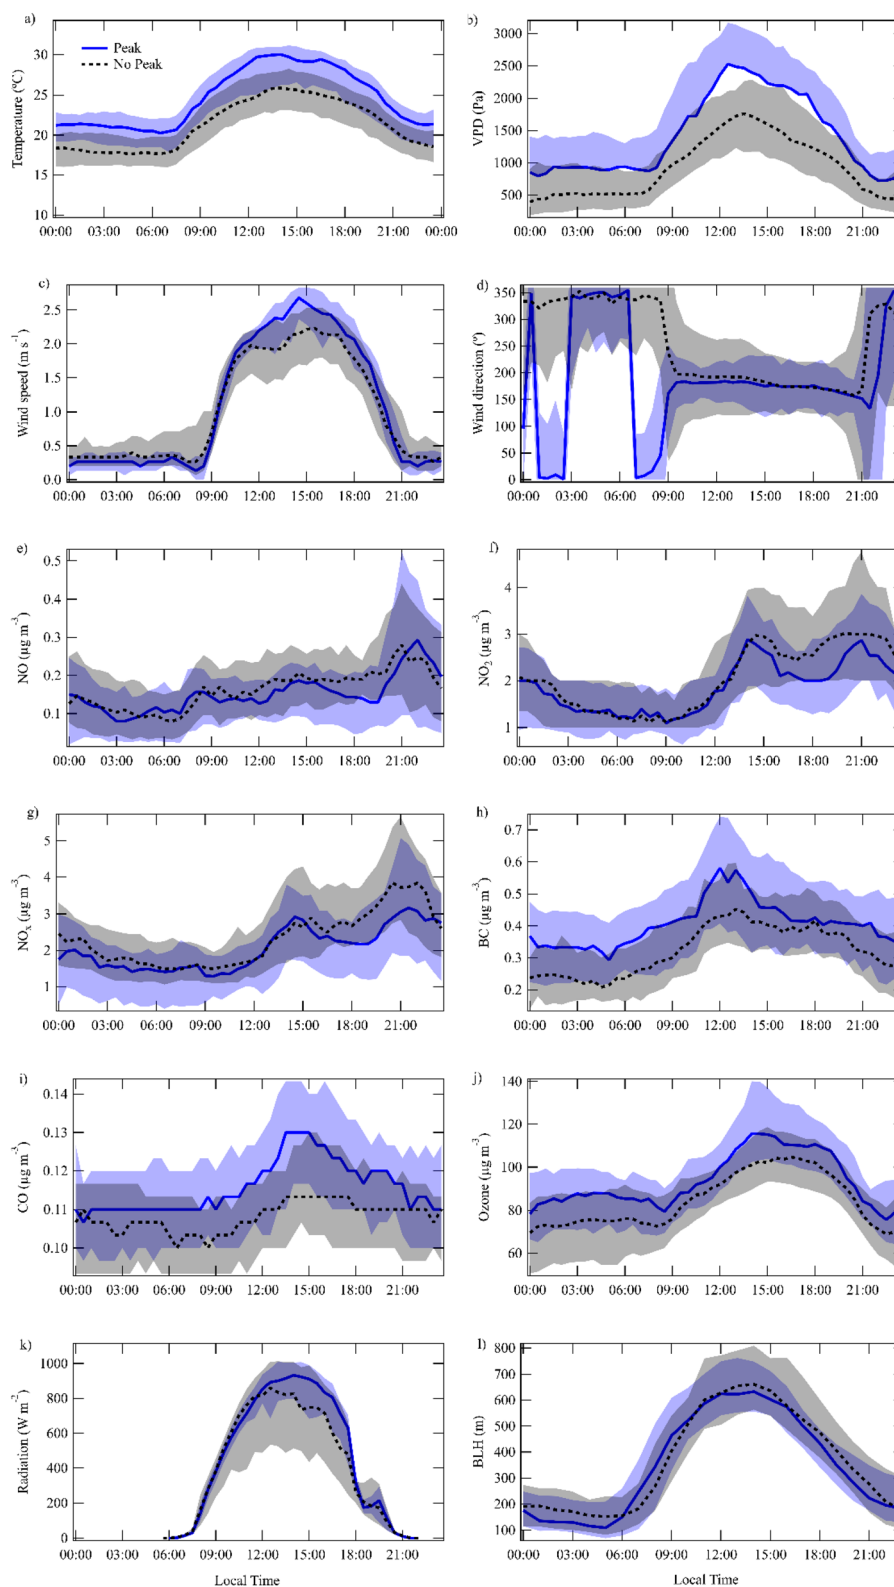 a)
Peak
No Peak
Temperature (°C)
30
25
20
15
10
00:00 03:00 06:00 09:00 12:00 15:00 18:00 21:00 00:00
b)
VPD (Pa)
3000
2500
2000
1500
1000
500
00:00 03:00 06:00 09:00 12:00 15:00 18:00 21:00
c)
Wind speed (m s⁻¹)
2.5
2.0
1.5
1.0
0.5
0.0
00:00 03:00 06:00 09:00 12:00 15:00 18:00 21:00
d)
Wind direction (°)
350
300
250
200
150
100
50
0
00:00 03:00 06:00 09:00 12:00 15:00 18:00 21:00
e)
NO (µg m⁻³)
0.5
0.4
0.3
0.2
0.1
00:00 03:00 06:00 09:00 12:00 15:00 18:00 21:00
f)
NO₂ (µg m⁻³)
4
3
2
1
00:00 03:00 06:00 09:00 12:00 15:00 18:00 21:00
g)
NOₓ (µg m⁻³)
5
4
3
2
1
00:00 03:00 06:00 09:00 12:00 15:00 18:00 21:00
h)
BC (µg m⁻³)
0.7
0.6
0.5
0.4
0.3
0.2
00:00 03:00 06:00 09:00 12:00 15:00 18:00 21:00
i)
CO (µg m⁻³)
0.14
0.13
0.12
0.11
0.10
00:00 03:00 06:00 09:00 12:00 15:00 18:00 21:00
j)
Ozone (µg m⁻³)
140
120
100
80
60
00:00 03:00 06:00 09:00 12:00 15:00 18:00 21:00
k)
Radiation (W m⁻²)
1000
800
600
400
200
0
00:00 03:00 06:00 09:00 12:00 15:00 18:00 21:00
Local Time
l)
BLH (m)
800
700
600
500
400
300
200
100
00:00 03:00 06:00 09:00 12:00 15:00 18:00 21:00
Local Time